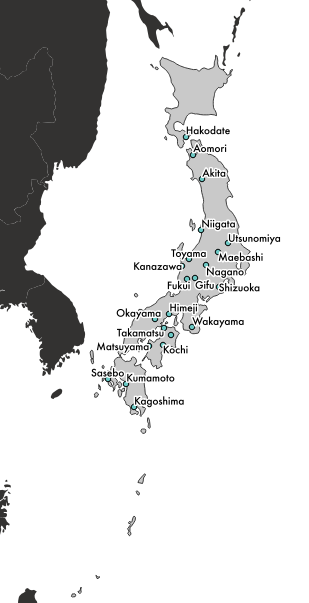 Hakodate
Aomori
Akita
Niigata
Utsunomiya
Toyama
Maebashi
Kanazawa
Nagano
Fukui
Gifu
Shizuoka
Himeji
Okayama
Wakayama
Takamatsu
Matsuyama
Kochi
Sasebo
Kumamoto
Kagoshima